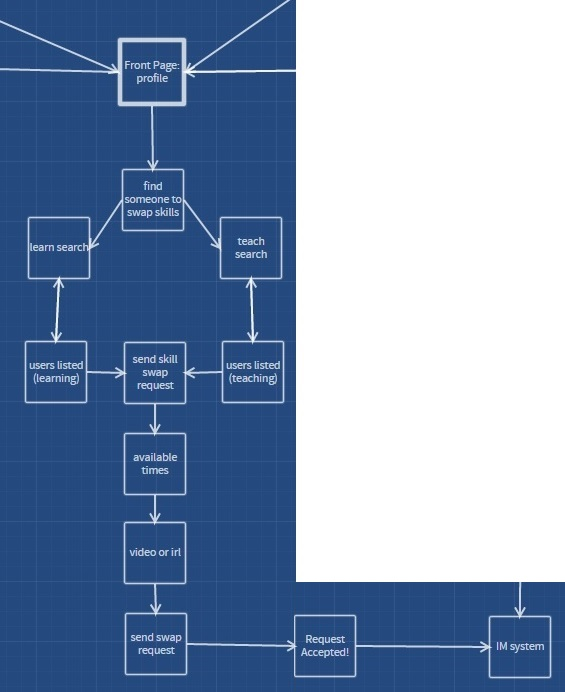 Front Page:
profile
find
someone to
swap skills
learn search
teach
search
users listed
(learning)
send skill
swap
request
users listed
(teaching)
available
times
video or irl
send swap
request
Request
Accepted!
IM system